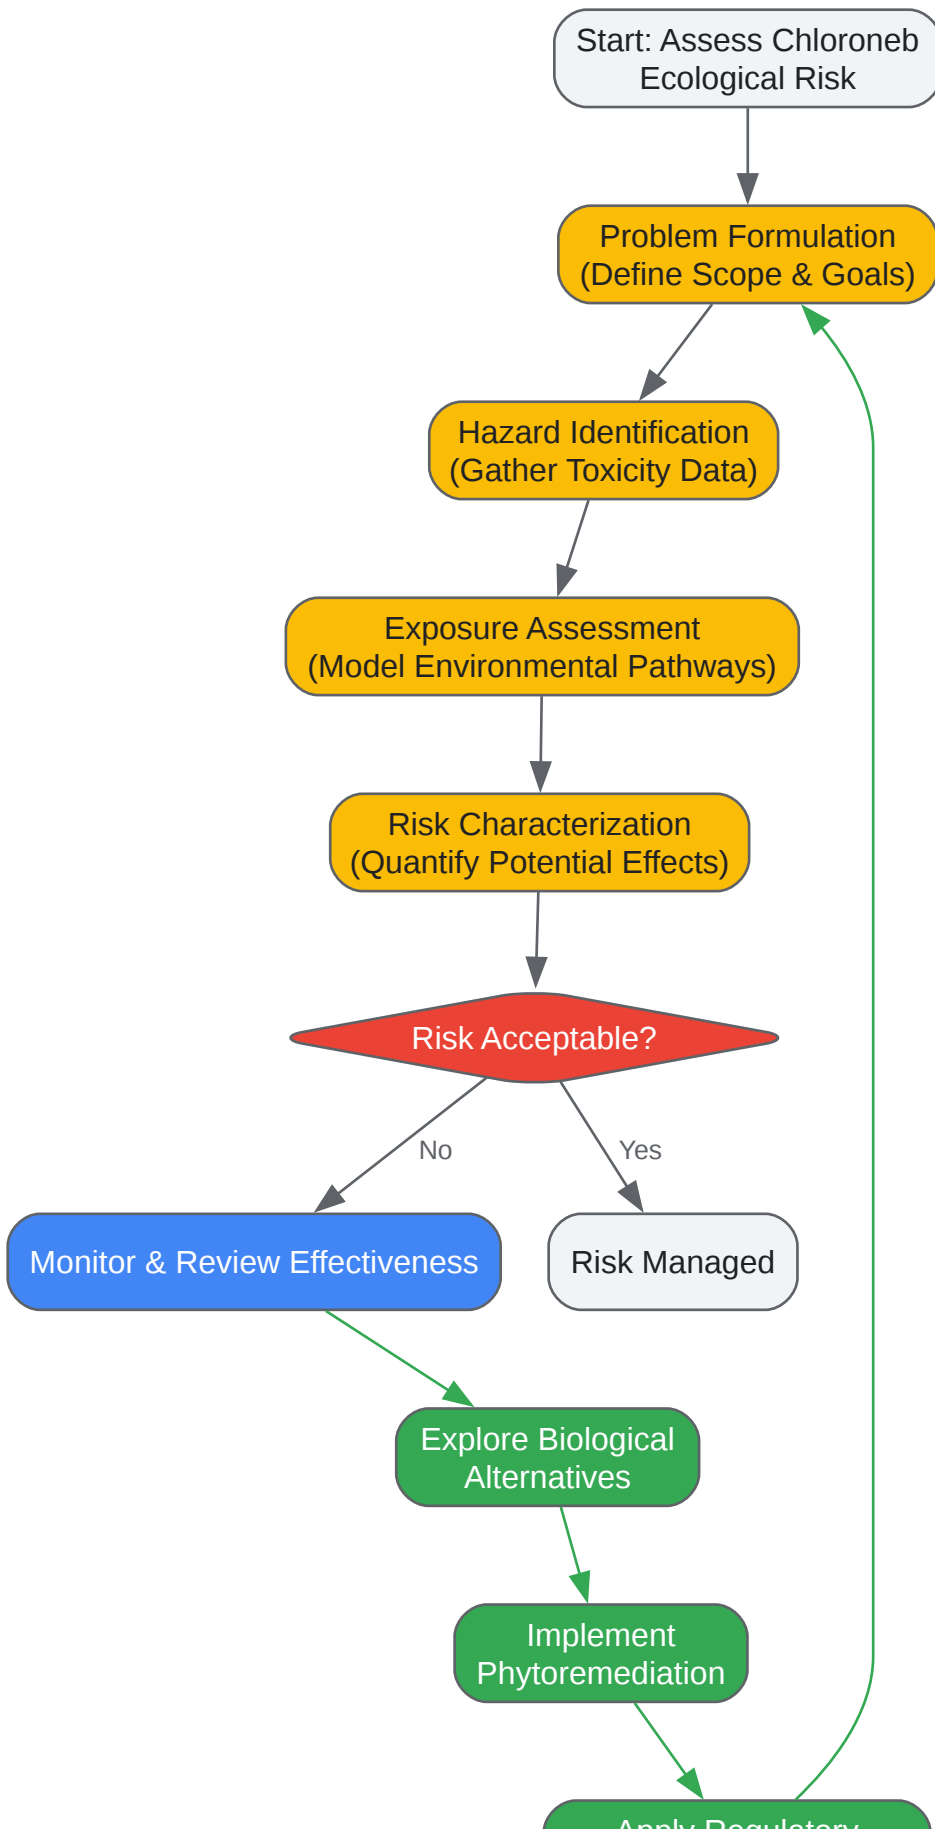 Start: Assess Chloroneb
Ecological Risk
Problem Formulation
(Define Scope & Goals)
Hazard Identification
(Gather Toxicity Data)
Exposure Assessment
(Model Environmental Pathways)
Risk Characterization
(Quantify Potential Effects)
Risk Acceptable?
No
Yes
Monitor & Review Effectiveness
Risk Managed
Explore Biological
Alternatives
Implement
Phytoremediation
Apply Regulatory